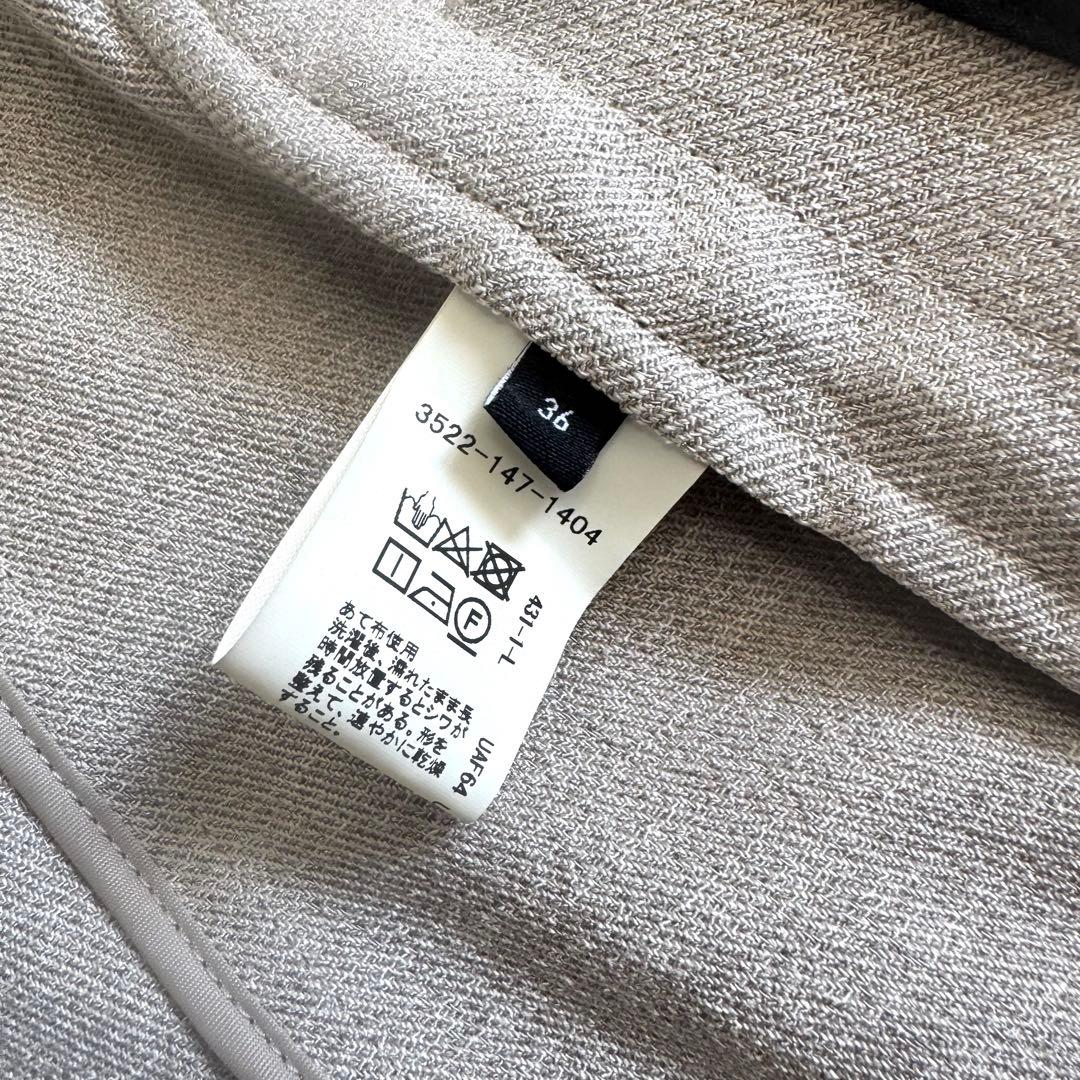 36
3522-147-1404
F
あて布使用
洗濯後、濡れたまま長
時間放置するとシワが
残ることがある。形を
整えて、速やかに乾燥
すること。
431-1-L
UAF64